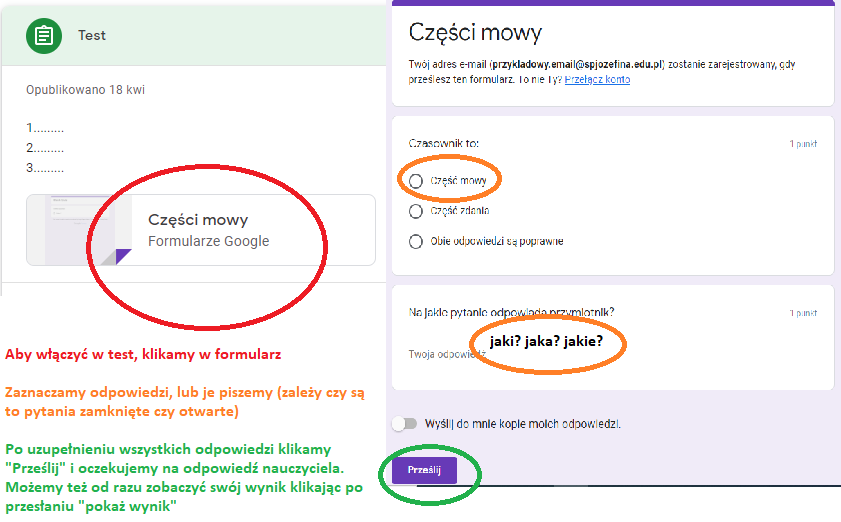 Test
Opublikowano 18 kwi
1.........
2.........
3.........
Części mowy
Formularze Google
Aby włączyć w test, klikamy w formularz
Zaznaczamy odpowiedzi, lub je piszemy (zależy czy są
to pytania zamknięte czy otwarte)
Po uzupełnieniu wszystkich odpowiedzi klikamy
"Prześlij" i oczekujemy na odpowiedź nauczyciela.
Możemy też od razu zobaczyć swój wynik klikając po
przesłaniu "pokaż wynik"
Części mowy
Twój adres e-mail (przykladowy.email@spjozefina.edu.pl) zostanie zarejestrowany, gdy
prześlesz ten formularz. To nie Ty? Przełącz konto
Czasownik to: 1 punkt
Część mowy
Część zdania
Obie odpowiedzi są poprawne
Na jakie pytanie odpowiada przymiotnik? 1 punkt
jaki? jaka? jakie?
Twoja odpowiedź
Wyślij do mnie kopie moich odpowiedzi.
Prześlij